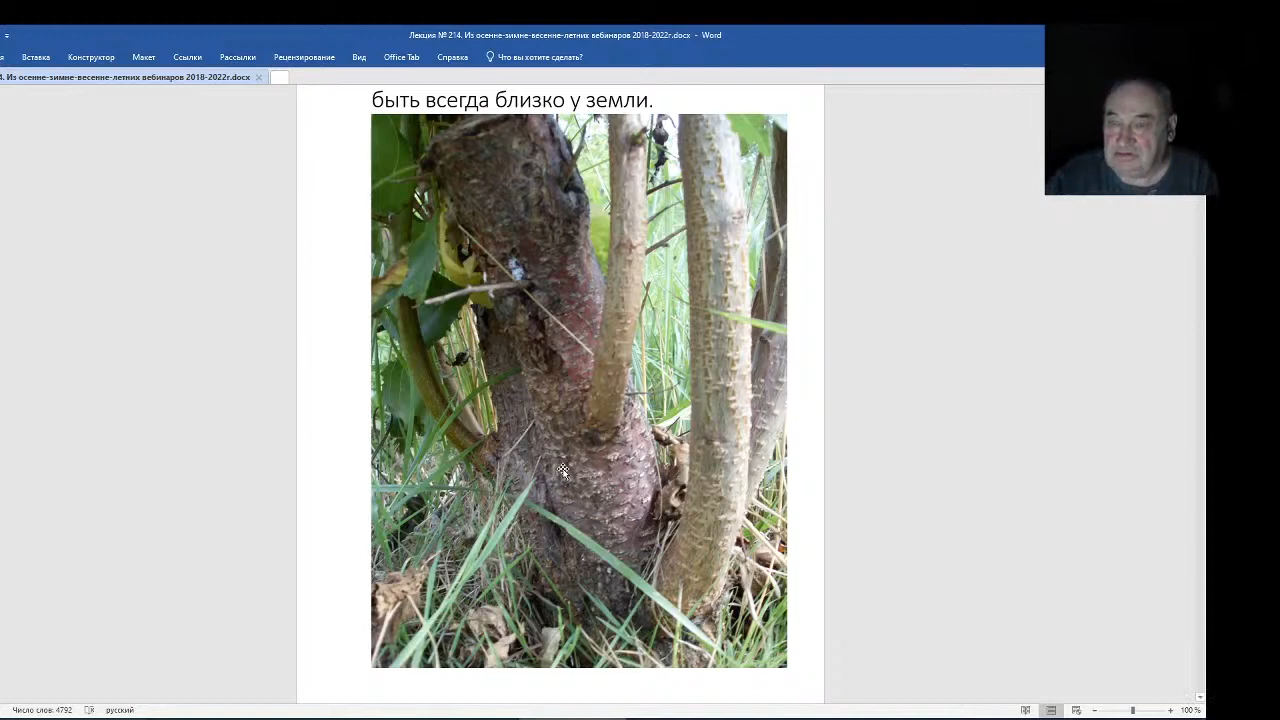 Лекция № 214. Из осенне-зимне-весенне-летних вебинаров 2018-2022г.docx - Word
Вставка Конструктор Макет Ссылки Рассылки Рецензирование Вид Office Tab Справка Что вы хотите сделать?
4. Из осенне-зимне-весенне-летних вебинаров 2018-2022г.docx
быть всегда близко у земли.
Число слов: 4792 русский 100 %